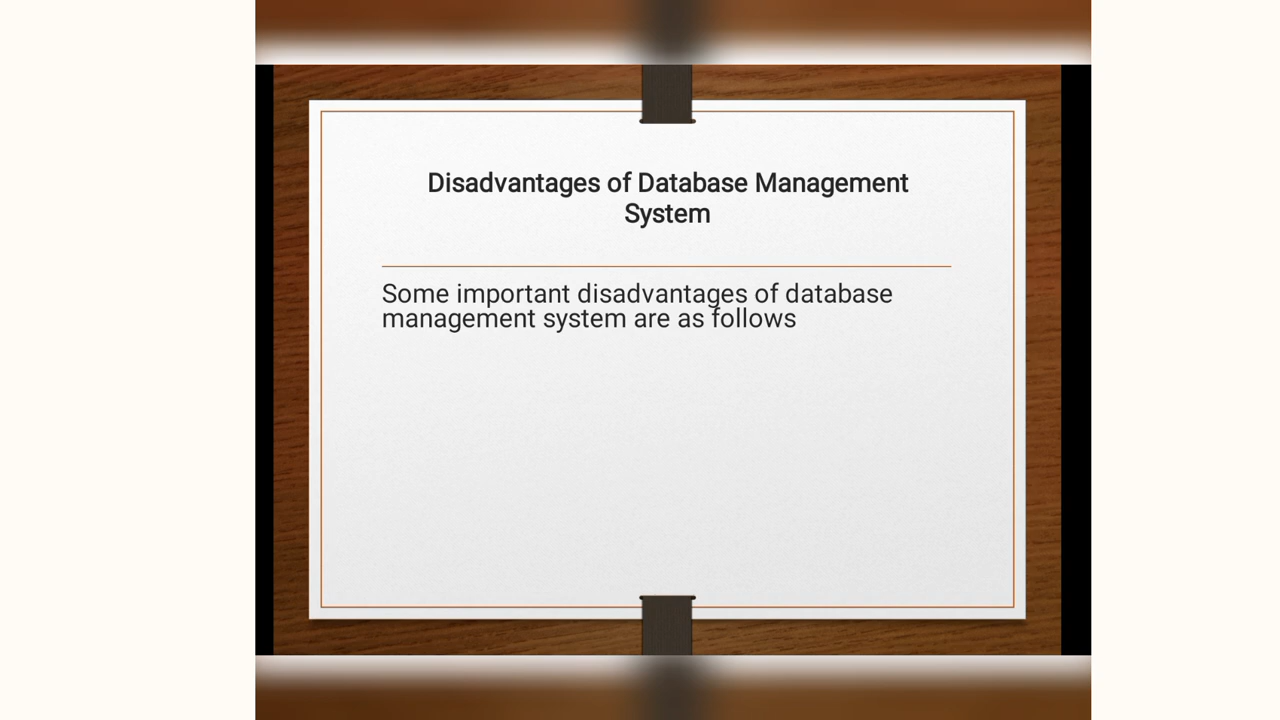 Disadvantages of Database Management
System
Some important disadvantages of database
management system are as follows